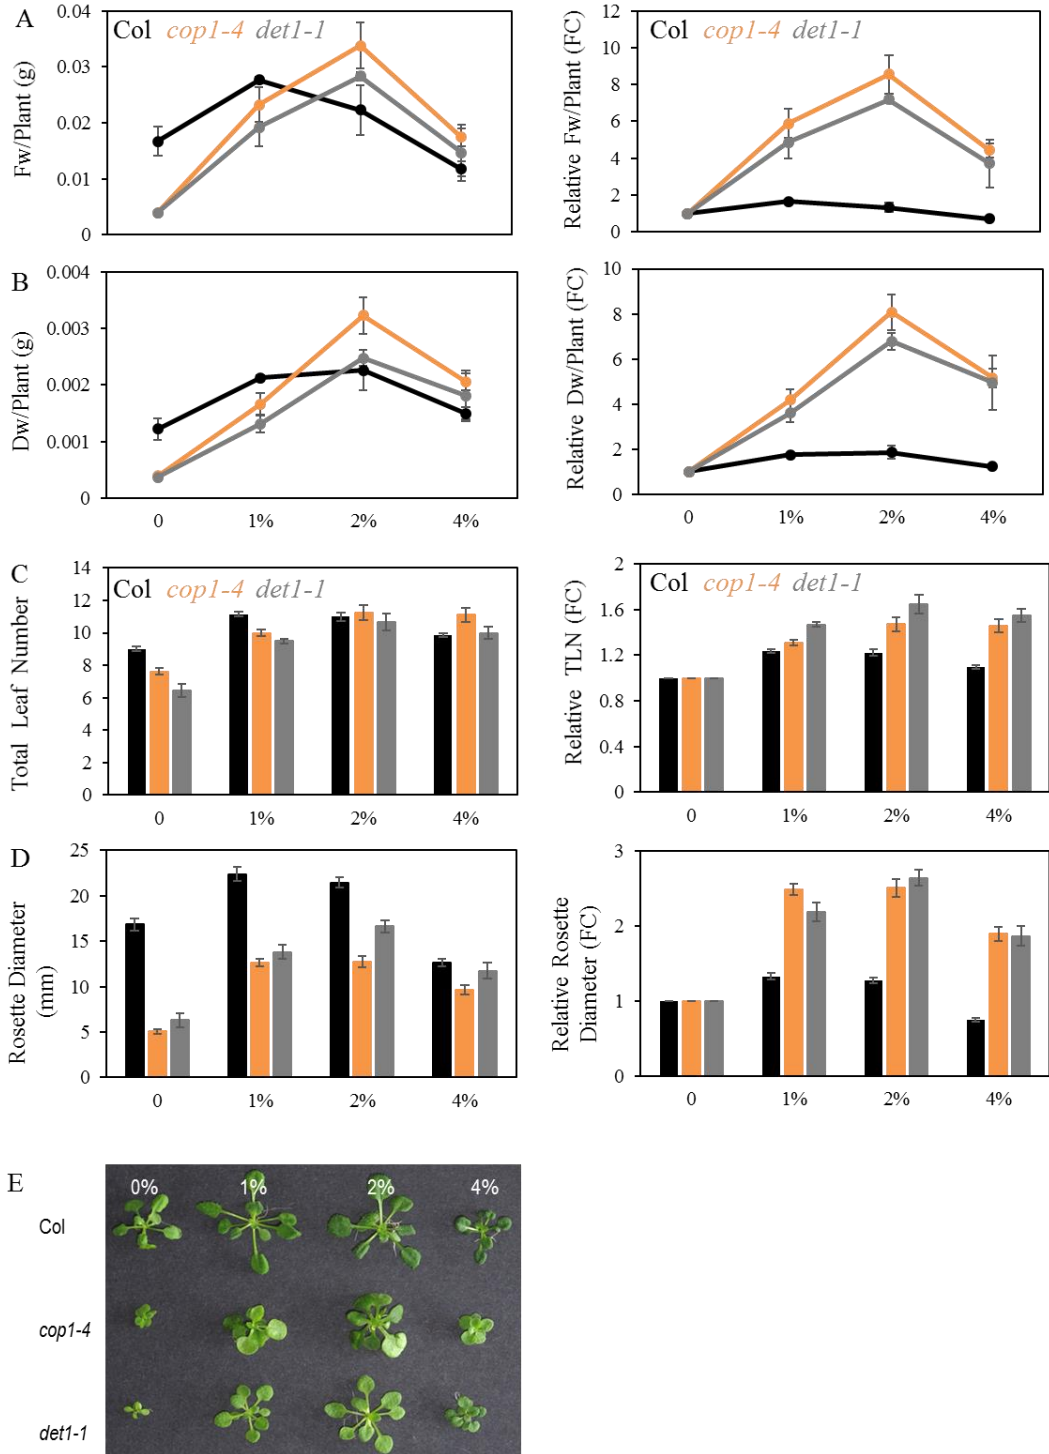 A
Col cop1-4 det1-1
Fw/Plant (g)
0.04
0.03
0.02
0.01
0
Col cop1-4 det1-1
Relative Fw/Plant (FC)
12
10
8
6
4
2
0
B
Dw/Plant (g)
0.004
0.003
0.002
0.001
0
0 1% 2% 4%
Relative Dw/Plant (FC)
10
8
6
4
2
0
0 1% 2% 4%
C
Col cop1-4 det1-1
Total Leaf Number
14
12
10
8
6
4
2
0
0 1% 2% 4%
Col cop1-4 det1-1
Relative TLN (FC)
2
1.6
1.2
0.8
0.4
0
0 1% 2% 4%
D
Rosette Diameter
(mm)
25
20
15
10
5
0
0 1% 2% 4%
Relative Rosette
Diameter (FC)
3
2
1
0
0 1% 2% 4%
E
0% 1% 2% 4%
Col
cop1-4
det1-1